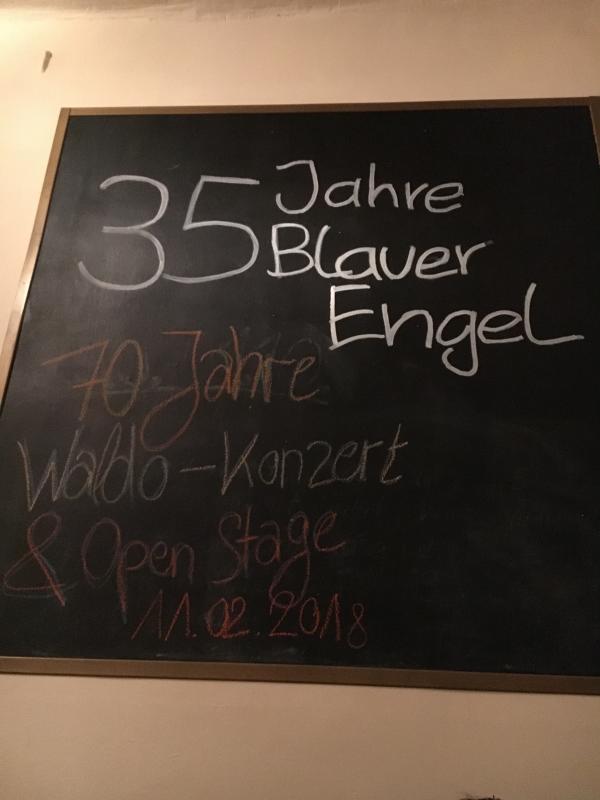 35 Jahre
Blauer
Engel
70 Jahre
Waldo-Konzert
& Open Stage
11.02.2018